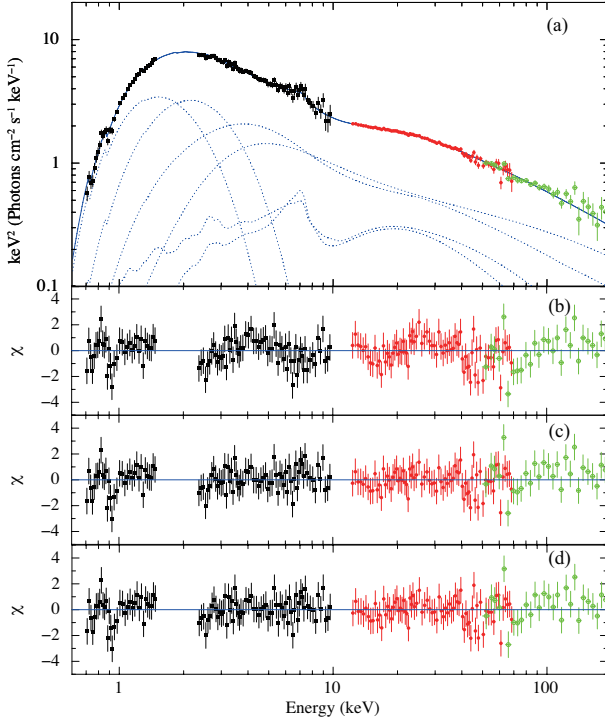 (a)
10
1
0.1
keV² (Photons cm⁻² s⁻¹ keV⁻¹)
(b)
4
2
0
−2
−4
χ
(c)
4
2
0
−2
−4
χ
(d)
4
2
0
−2
−4
χ
1 10 100
Energy (keV)